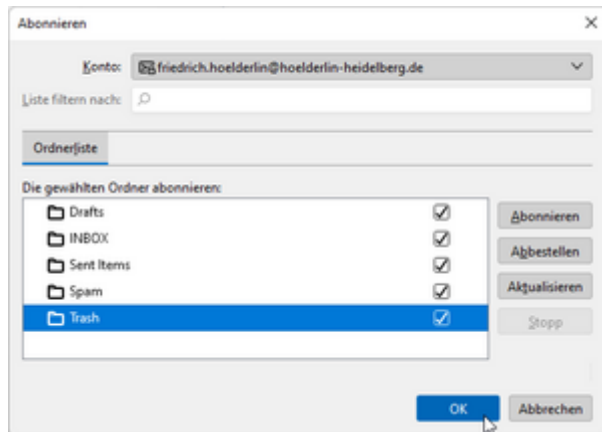 Abonnieren
Konto: friedrich.hoelderlin@hoelderlin-heidelberg.de
Liste filtern nach:
Ordnerliste
Die gewählten Ordner abonnieren:
Drafts
INBOX
Sent Items
Spam
Trash
Abonnieren
Abbestellen
Aktualisieren
Stopp
OK
Abbrechen